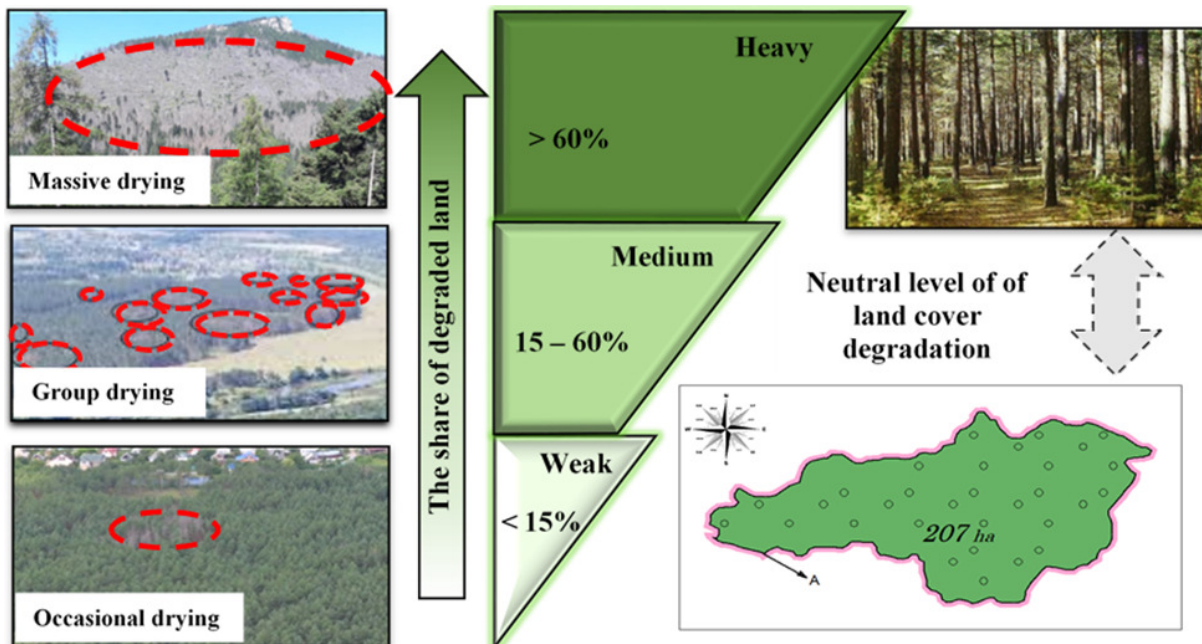 Massive drying
Group drying
Occasional drying
The share of degraded land
Heavy
> 60%
Medium
15 – 60%
Weak
< 15%
Neutral level of of
land cover
degradation
207 ha
A